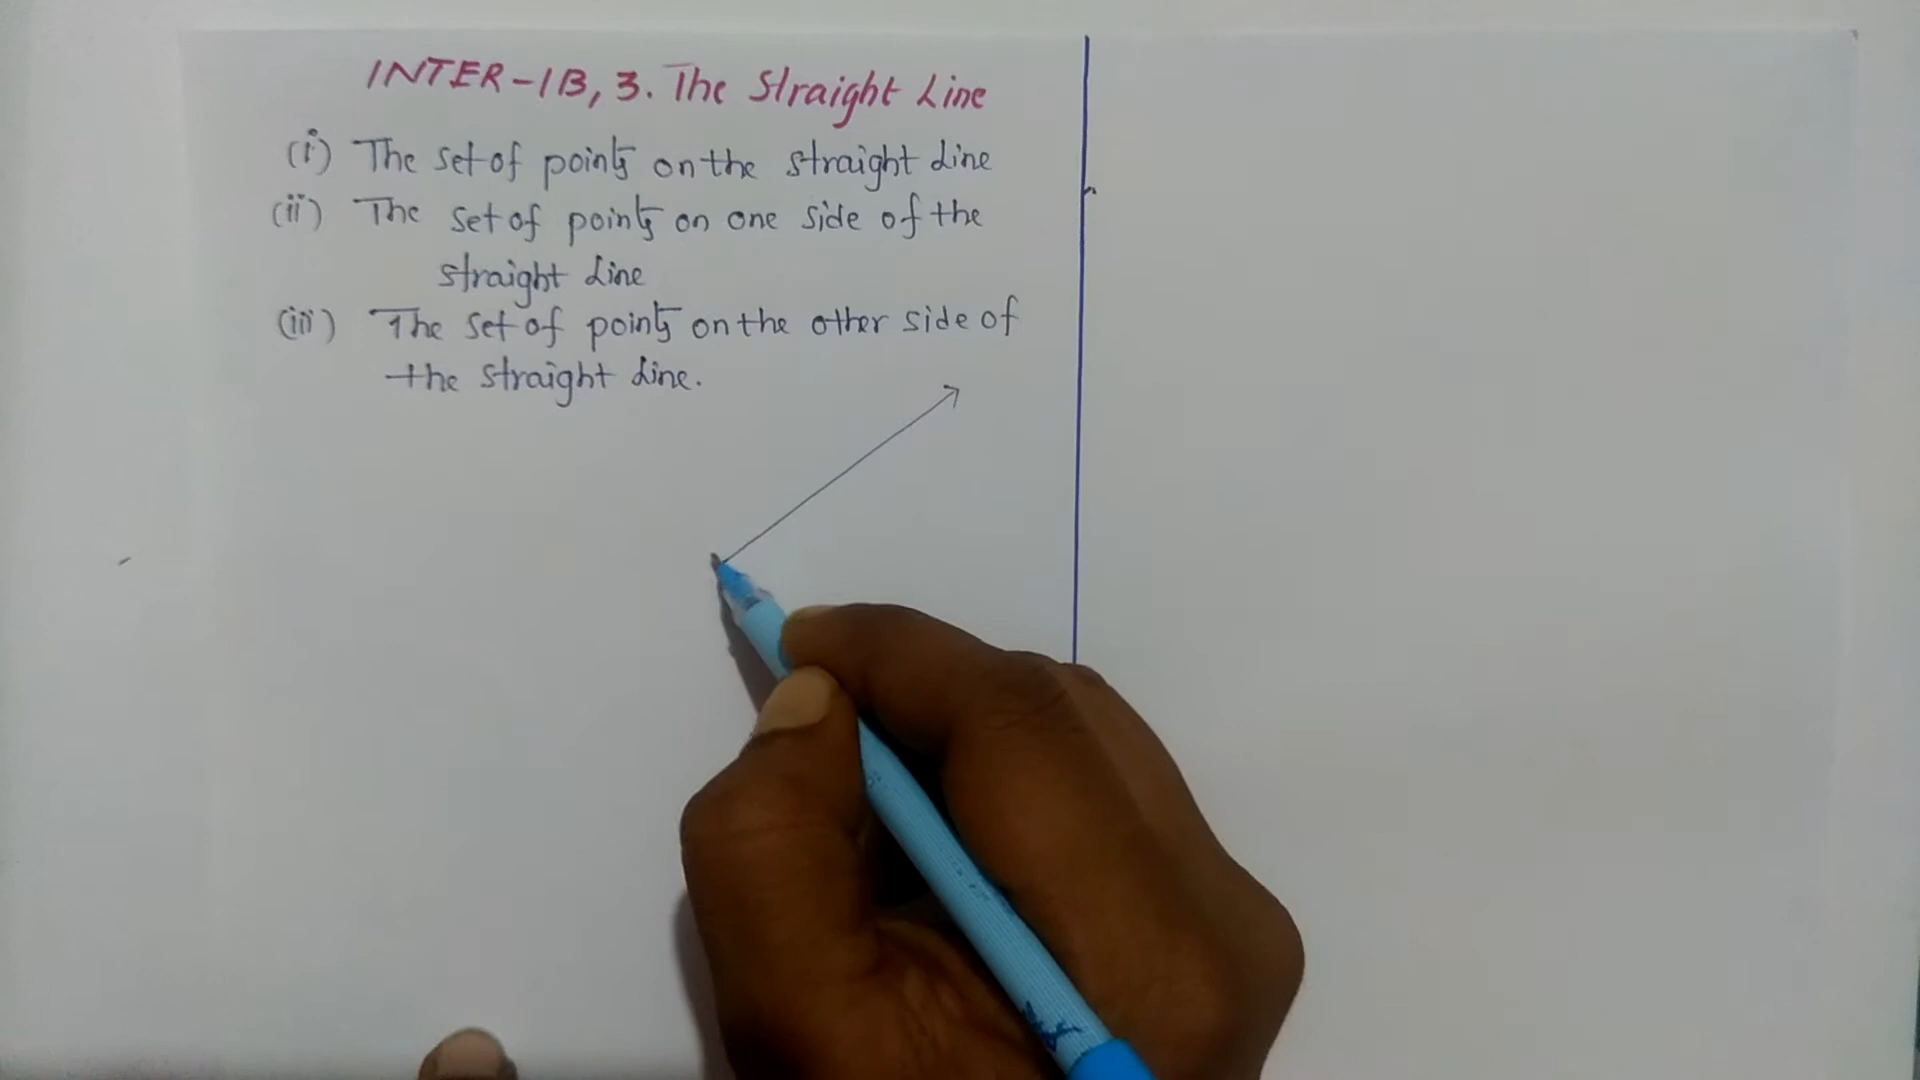 INTER-1B, 3. The Straight Line
(i) The set of points on the straight Line
(ii) The set of points on one side of the
straight Line
(iii) The set of points on the other side of
the straight Line.